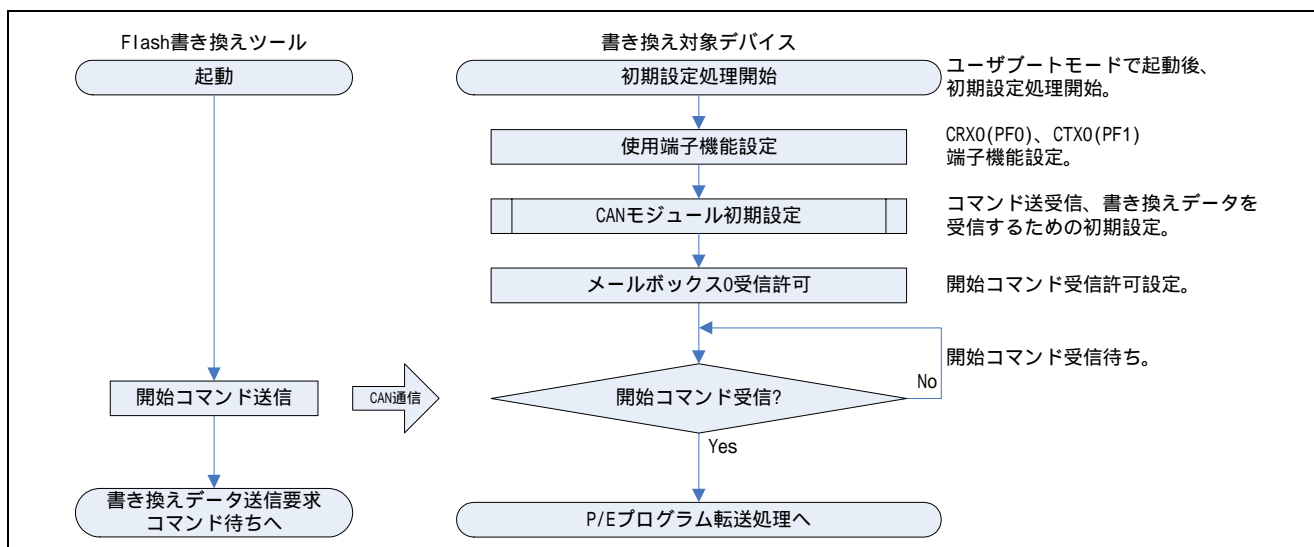 Flash書き換えツール
書き換え対象デバイス
起動
初期設定処理開始
ユーザブートモードで起動後、
初期設定処理開始。
使用端子機能設定
CRX0(PF0)、CTX0(PF1)
端子機能設定。
CANモジュール初期設定
コマンド送受信、書き換えデータを
受信するための初期設定。
メールボックス0受信許可
開始コマンド受信許可設定。
開始コマンド受信待ち。
開始コマンド送信
CAN通信
開始コマンド受信?
No
Yes
書き換えデータ送信要求
コマンド待ちへ
P/Eプログラム転送処理へ